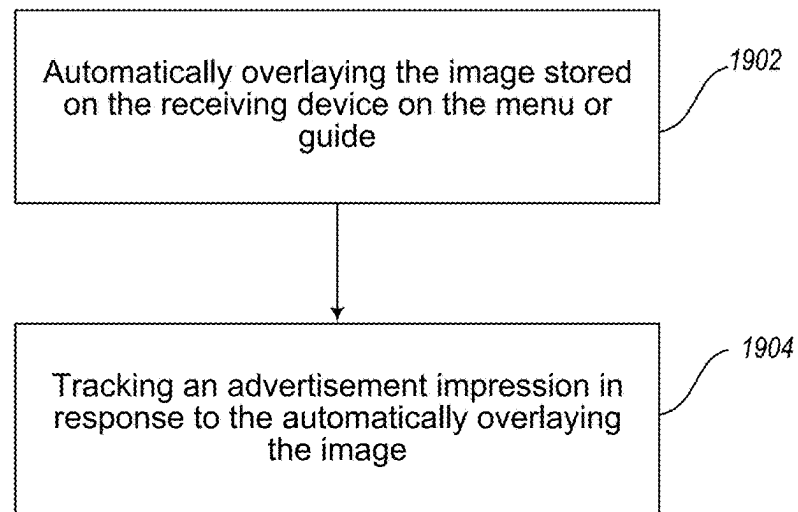 Automatically overlaying the image stored
on the receiving device on the menu or
guide
1902
Tracking an advertisement impression in
response to the automatically overlaying
the image
1904